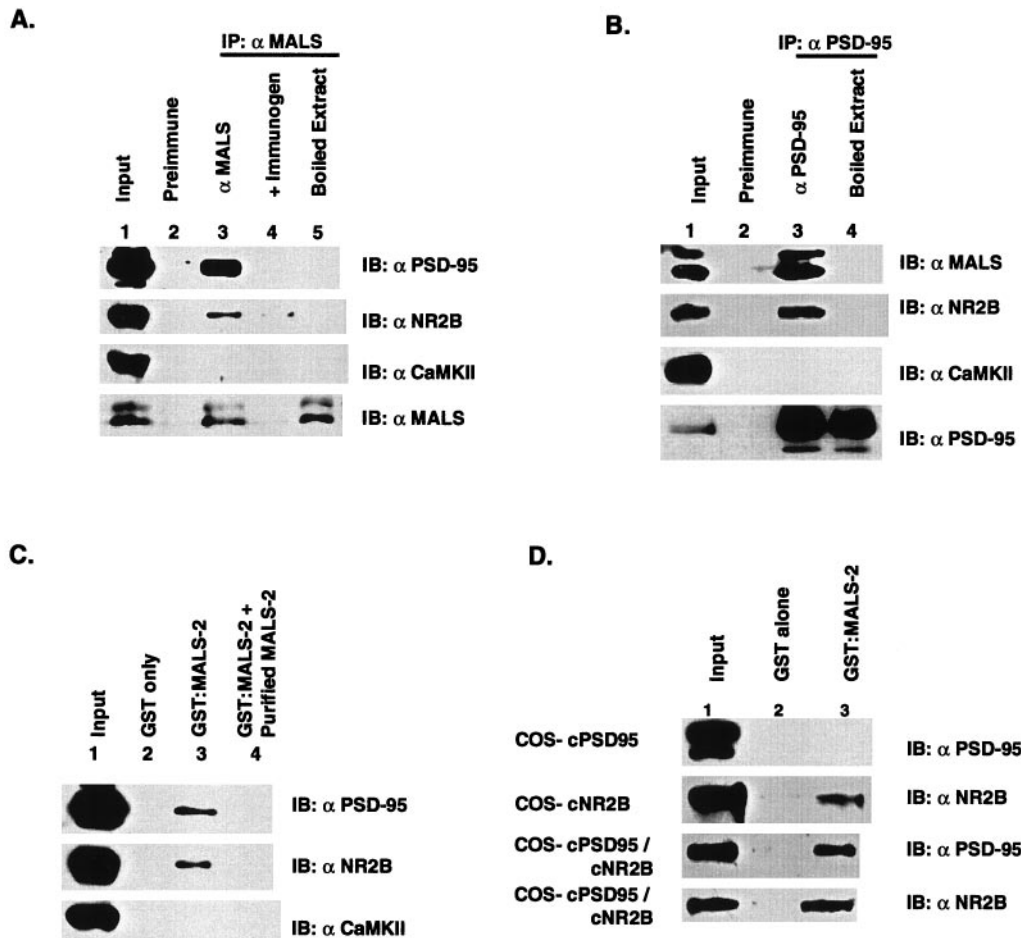 A.
IP: α MALS
Input
Preimmune
α MALS
+ Immunogen
Boiled Extract
1 2 3 4 5
IB: α PSD-95
IB: α NR2B
IB: α CaMKII
IB: α MALS
B.
IP: α PSD-95
Input
Preimmune
α PSD-95
Boiled Extract
1 2 3 4
IB: α MALS
IB: α NR2B
IB: α CaMKII
IB: α PSD-95
C.
Input
GST only
GST:MALS-2
GST:MALS-2 +
Purified MALS-2
1 2 3 4
IB: α PSD-95
IB: α NR2B
IB: α CaMKII
D.
Input
GST alone
GST:MALS-2
1 2 3
COS- cPSD95
IB: α PSD-95
COS- cNR2B
IB: α NR2B
COS- cPSD95 /
cNR2B
IB: α PSD-95
COS- cPSD95 /
cNR2B
IB: α NR2B